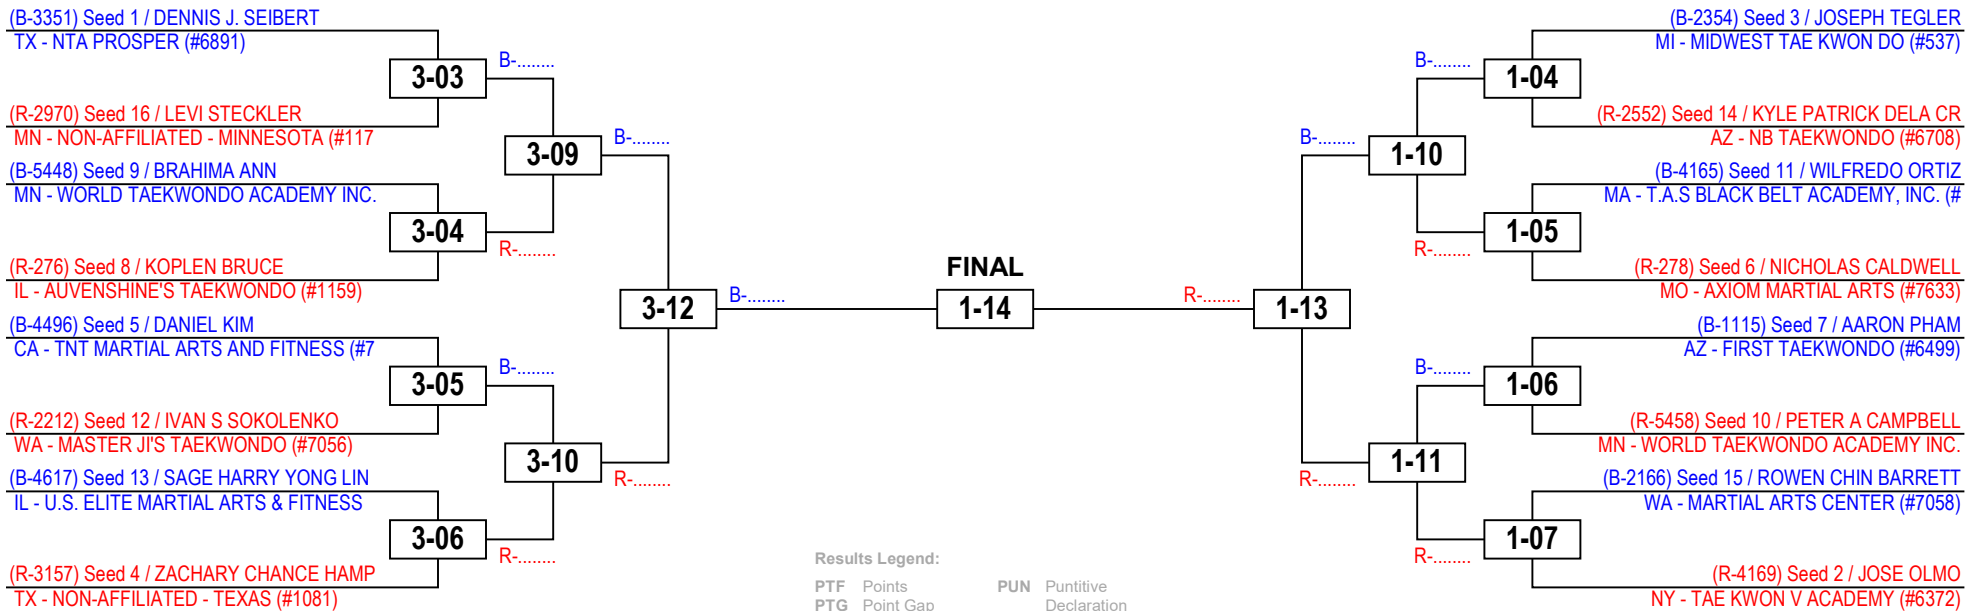 (B-3351) Seed 1 / DENNIS J. SEIBERT
TX - NTA PROSPER (#6891)
3-03
B-........
(R-2970) Seed 16 / LEVI STECKLER
MN - NON-AFFILIATED - MINNESOTA (#117
3-09
B-........
(B-5448) Seed 9 / BRAHIMA ANN
MN - WORLD TAEKWONDO ACADEMY INC.
3-04
R-........
(R-276) Seed 8 / KOPLEN BRUCE
IL - AUVENSHINE'S TAEKWONDO (#1159)
3-12
B-........
(B-4496) Seed 5 / DANIEL KIM
CA - TNT MARTIAL ARTS AND FITNESS (#7
3-05
B-........
(R-2212) Seed 12 / IVAN S SOKOLENKO
WA - MASTER JI'S TAEKWONDO (#7056)
3-10
R-........
(B-4617) Seed 13 / SAGE HARRY YONG LIN
IL - U.S. ELITE MARTIAL ARTS & FITNESS
3-06
R-........
(R-3157) Seed 4 / ZACHARY CHANCE HAMP
TX - NON-AFFILIATED - TEXAS (#1081)
FINAL
1-14
(B-2354) Seed 3 / JOSEPH TEGLER
MI - MIDWEST TAE KWON DO (#537)
B-........
1-04
(R-2552) Seed 14 / KYLE PATRICK DELA CR
AZ - NB TAEKWONDO (#6708)
B-........
1-10
(B-4165) Seed 11 / WILFREDO ORTIZ
MA - T.A.S BLACK BELT ACADEMY, INC. (#
R-........
1-05
(R-278) Seed 6 / NICHOLAS CALDWELL
MO - AXIOM MARTIAL ARTS (#7633)
R-........
1-13
(B-1115) Seed 7 / AARON PHAM
AZ - FIRST TAEKWONDO (#6499)
B-........
1-06
(R-5458) Seed 10 / PETER A CAMPBELL
MN - WORLD TAEKWONDO ACADEMY INC.
R-........
1-11
(B-2166) Seed 15 / ROWEN CHIN BARRETT
WA - MARTIAL ARTS CENTER (#7058)
R-........
1-07
(R-4169) Seed 2 / JOSE OLMO
NY - TAE KWON V ACADEMY (#6372)
Results Legend:
PTF Points PUN Puntitive
PTG Point Gap Declaration